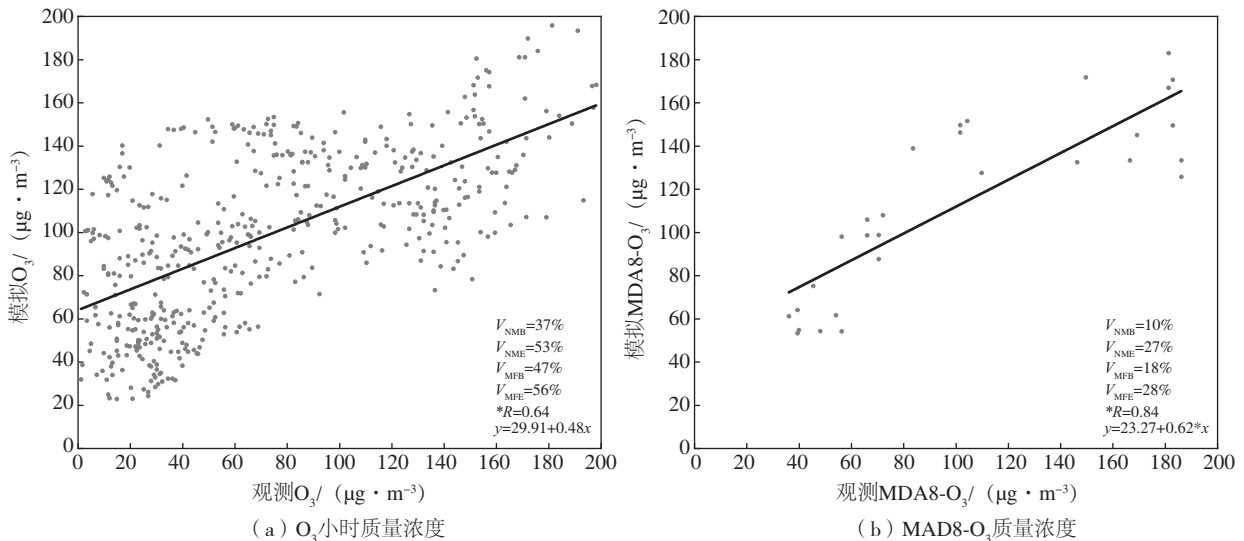 200
180
160
140
120
100
80
60
40
20
0
模拟O₃/（μg·m⁻³）
V_NMB=37%
V_NME=53%
V_MFB=47%
V_MFE=56%
*R=0.64
y=29.91+0.48x
0 20 40 60 80 100 120 140 160 180 200
观测O₃/（μg·m⁻³）
（a）O₃小时质量浓度
200
180
160
140
120
100
80
60
40
20
0
模拟MDA8-O₃/（μg·m⁻³）
V_NMB=10%
V_NME=27%
V_MFB=18%
V_MFE=28%
*R=0.84
y=23.27+0.62*x
0 20 40 60 80 100 120 140 160 180 200
观测MDA8-O₃/（μg·m⁻³）
（b）MAD8-O₃质量浓度